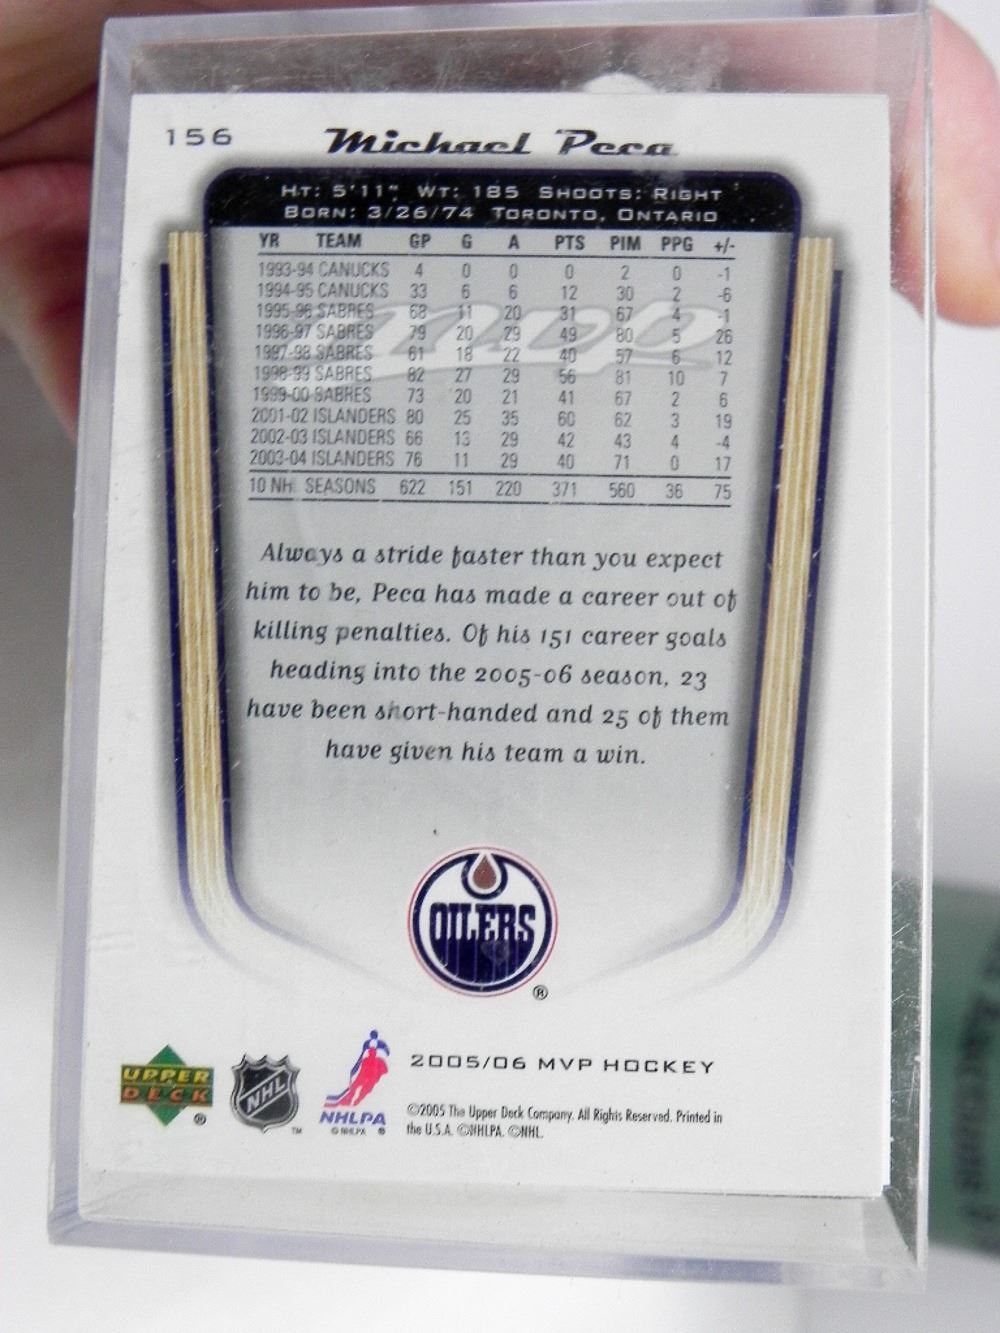 156 Michael Peca
HT: 5'11" WT: 185 SHOOTS: RIGHT
BORN: 3/26/74 TORONTO, ONTARIO
YR TEAM GP G A PTS PIM PPG +/-
1993-94 CANUCKS 4 0 0 0 2 0 -1
1994-95 CANUCKS 33 6 6 12 30 2 -6
1995-96 SABRES 68 11 20 31 67 4 -1
1996-97 SABRES 79 20 29 49 80 5 26
1997-98 SABRES 61 18 22 40 57 6 12
1998-99 SABRES 82 27 29 56 81 10 7
1999-00 SABRES 73 20 21 41 67 2 6
2001-02 ISLANDERS 80 25 35 60 62 3 19
2002-03 ISLANDERS 66 13 29 42 43 4 -4
2003-04 ISLANDERS 76 11 29 40 71 0 17
10 NHL SEASONS 622 151 220 371 560 36 75
mvp
Always a stride faster than you expect
him to be, Peca has made a career out of
killing penalties. Of his 151 career goals
heading into the 2005-06 season, 23
have been short-handed and 25 of them
have given his team a win.
OILERS
®
UPPER
DECK ®
NHL TM
NHLPA
© NHLPA ®
2005/06 MVP HOCKEY
©2005 The Upper Deck Company. All Rights Reserved. Printed in
the U.S.A. ©NHLPA. ©NHL.